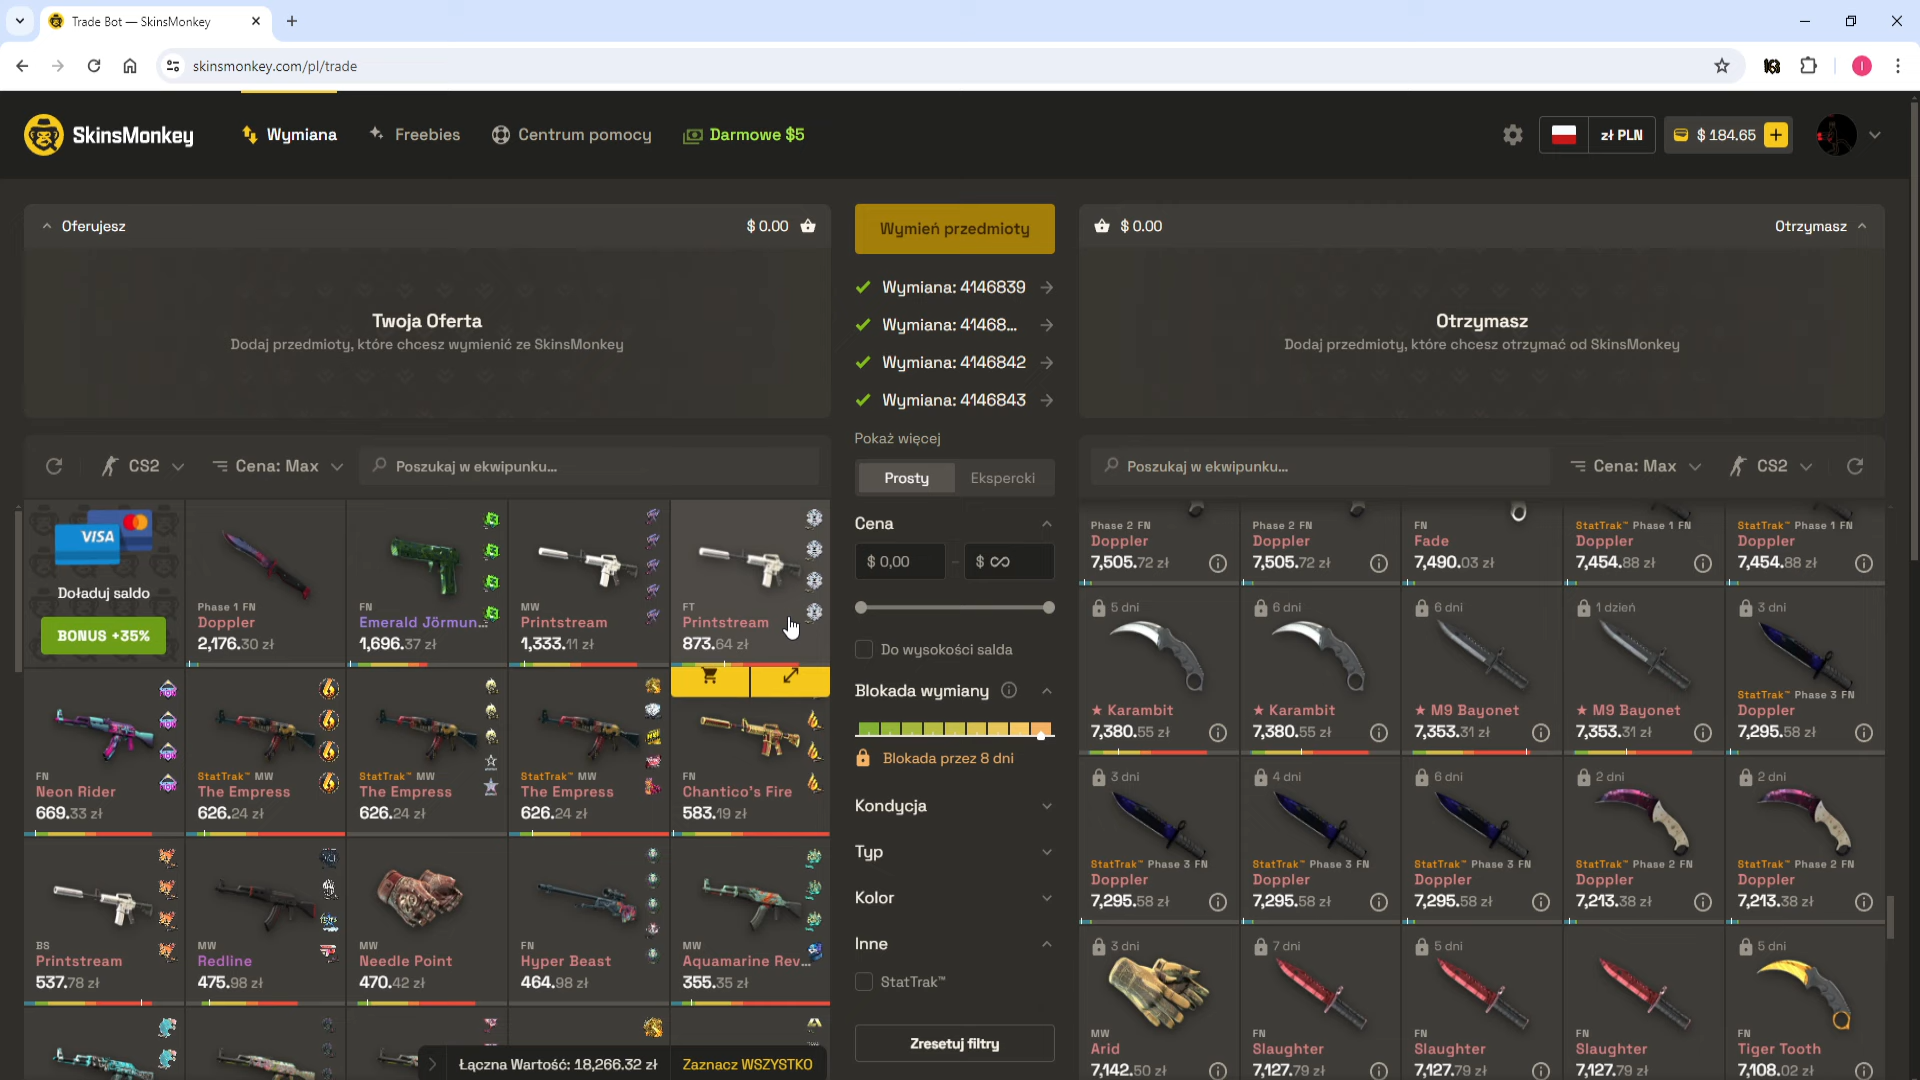 Trade Bot — SkinsMonkey
skinsmonkey.com/pl/trade
SkinsMonkey
Wymiana
Freebies
Centrum pomocy
Darmowe $5
zł PLN
$ 184.65
Oferujesz
$ 0.00
Twoja Oferta
Dodaj przedmioty, które chcesz wymienić ze SkinsMonkey
Wymień przedmioty
Wymiana: 4146839
Wymiana: 41468...
Wymiana: 4146842
Wymiana: 4146843
Pokaż więcej
$ 0.00
Otrzymasz
Otrzymasz
Dodaj przedmioty, które chcesz otrzymać od SkinsMonkey
CS2
Cena: Max
Poszukaj w ekwipunku...
VISA
Doładuj saldo
BONUS +35%
Phase 1 FN
Doppler
2,176.30 zł
FN
Emerald Jörmun...
1,696.37 zł
MW
Printstream
1,333.11 zł
FT
Printstream
873.64 zł
FN
Neon Rider
669.33 zł
StatTrak™ MW
The Empress
626.24 zł
StatTrak™ MW
The Empress
626.24 zł
StatTrak™ MW
The Empress
626.24 zł
FN
Chantico's Fire
583.19 zł
BS
Printstream
537.78 zł
MW
Redline
475.98 zł
MW
Needle Point
470.42 zł
FN
Hyper Beast
464.98 zł
MW
Aquamarine Rev...
355.35 zł
Łączna Wartość: 18,266.32 zł
Zaznacz WSZYSTKO
Prosty
Ekspercki
Cena
$ 0,00
-
$ ∞
Do wysokości salda
Blokada wymiany
Blokada przez 8 dni
Kondycja
Typ
Kolor
Inne
StatTrak™
Zresetuj filtry
Poszukaj w ekwipunku...
Cena: Max
CS2
Phase 2 FN
Doppler
7,505.72 zł
Phase 2 FN
Doppler
7,505.72 zł
FN
Fade
7,490.03 zł
StatTrak™ Phase 1 FN
Doppler
7,454.88 zł
StatTrak™ Phase 1 FN
Doppler
7,454.88 zł
5 dni
★ Karambit
7,380.55 zł
6 dni
★ Karambit
7,380.55 zł
6 dni
★ M9 Bayonet
7,353.31 zł
1 dzień
★ M9 Bayonet
7,353.31 zł
3 dni
StatTrak™ Phase 3 FN
Doppler
7,295.58 zł
3 dni
StatTrak™ Phase 3 FN
Doppler
7,295.58 zł
4 dni
StatTrak™ Phase 3 FN
Doppler
7,295.58 zł
6 dni
StatTrak™ Phase 3 FN
Doppler
7,295.58 zł
2 dni
StatTrak™ Phase 2 FN
Doppler
7,213.38 zł
2 dni
StatTrak™ Phase 2 FN
Doppler
7,213.38 zł
3 dni
MW
Arid
7,142.50 zł
7 dni
FN
Slaughter
7,127.79 zł
5 dni
FN
Slaughter
7,127.79 zł
5 dni
FN
Slaughter
7,127.79 zł
5 dni
FN
Tiger Tooth
7,108.02 zł